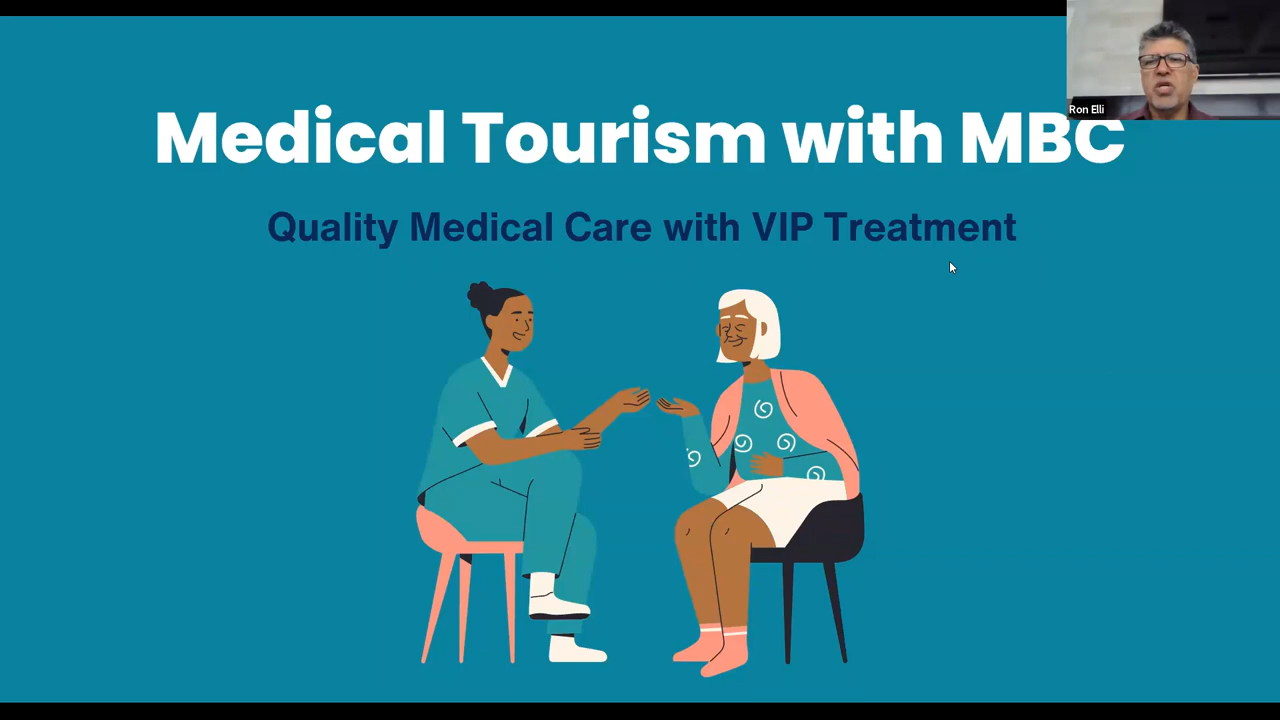 Medical Tourism with MBC
Quality Medical Care with VIP Treatment
Ron Elli